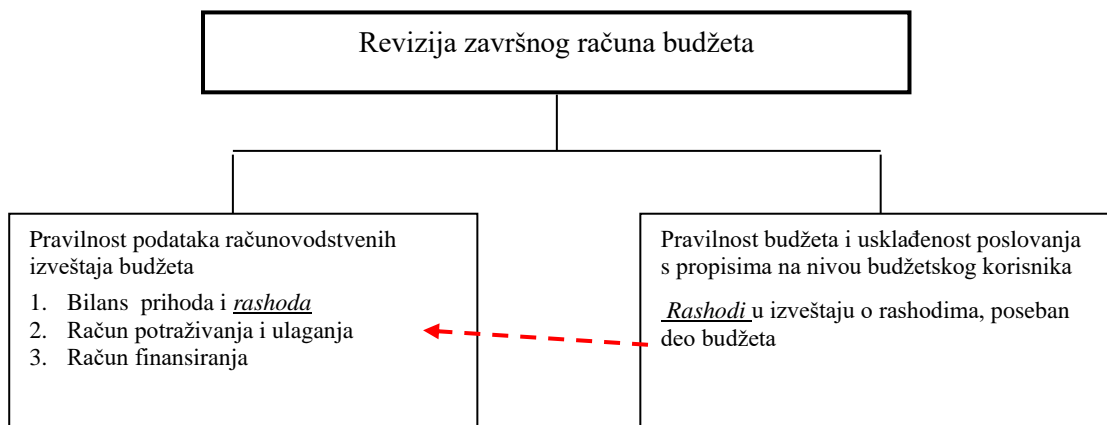 Revizija završnog računa budžeta
Pravilnost podataka računovodstvenih
izveštaja budžeta
1. Bilans prihoda i rashoda
2. Račun potraživanja i ulaganja
3. Račun finansiranja
Pravilnost budžeta i usklađenost poslovanja
s propisima na nivou budžetskog korisnika
Rashodi u izveštaju o rashodima, poseban
deo budžeta